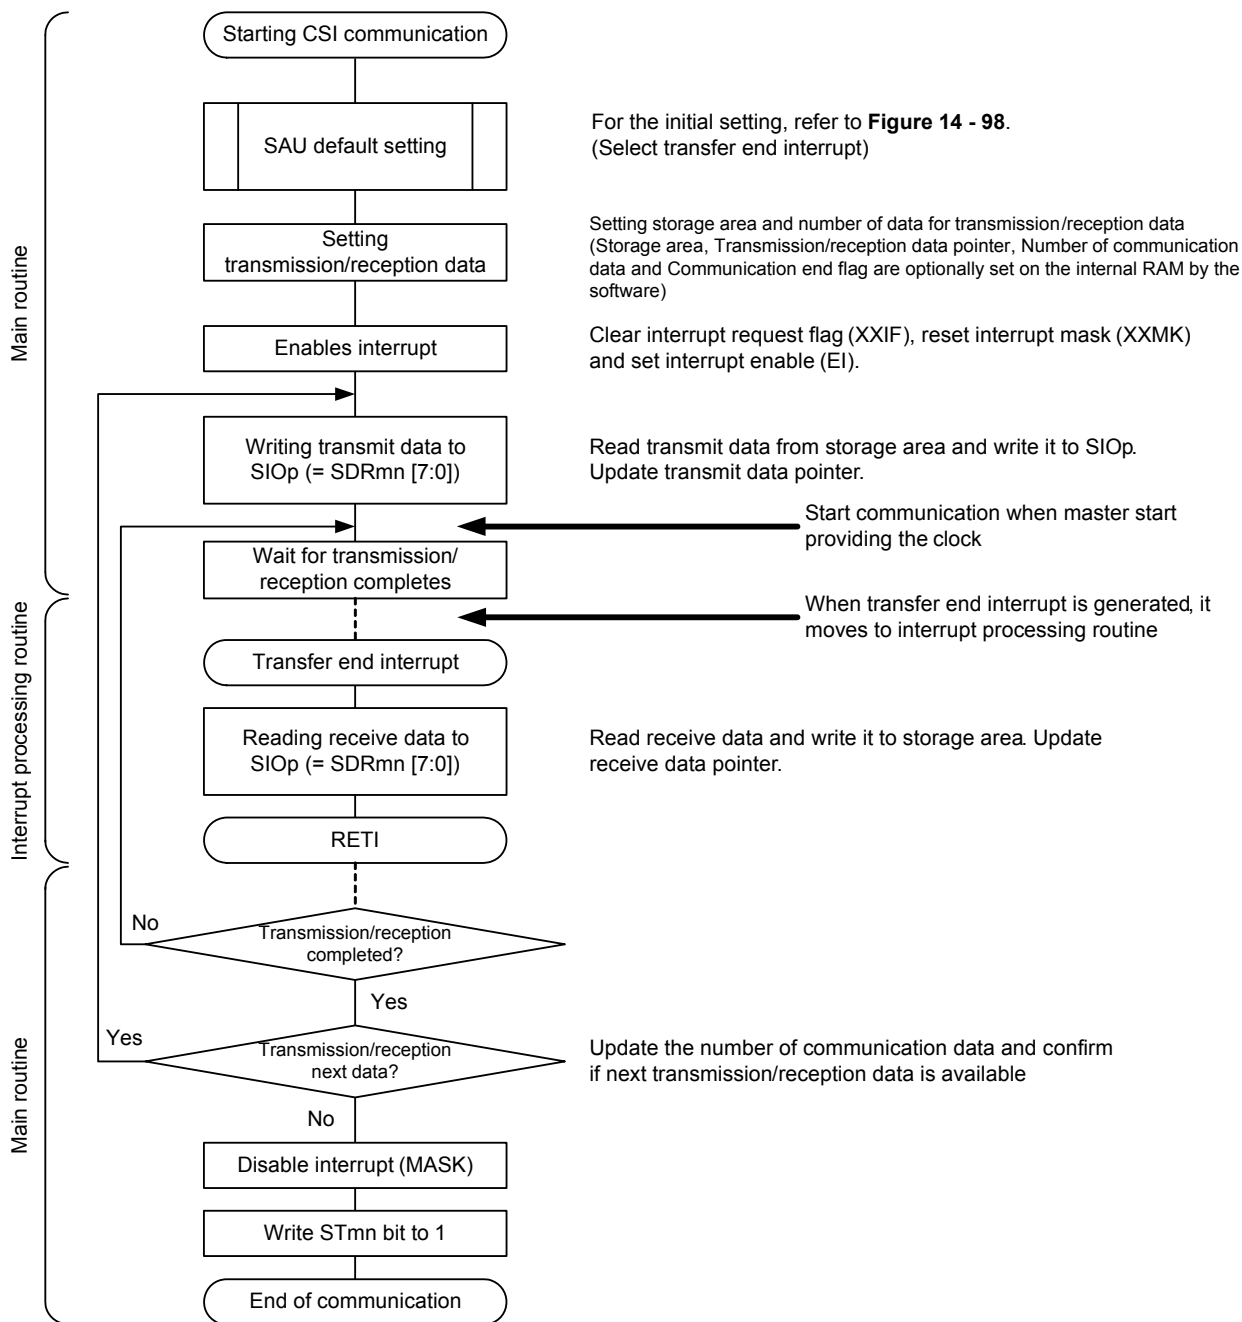 Starting CSI communication
SAU default setting
For the initial setting, refer to Figure 14 - 98.
(Select transfer end interrupt)
Setting
transmission/reception data
Setting storage area and number of data for transmission/reception data
(Storage area, Transmission/reception data pointer, Number of communication
data and Communication end flag are optionally set on the internal RAM by the
software)
Main routine
Enables interrupt
Clear interrupt request flag (XXIF), reset interrupt mask (XXMK)
and set interrupt enable (EI).
Writing transmit data to
SIOp (= SDRmn [7:0])
Read transmit data from storage area and write it to SIOp.
Update transmit data pointer.
Start communication when master start
providing the clock
Wait for transmission/
reception completes
When transfer end interrupt is generated, it
moves to interrupt processing routine
Transfer end interrupt
Interrupt processing routine
Reading receive data to
SIOp (= SDRmn [7:0])
Read receive data and write it to storage area. Update
receive data pointer.
RETI
No
Transmission/reception
completed?
Yes
Yes
Transmission/reception
next data?
Update the number of communication data and confirm
if next transmission/reception data is available
No
Main routine
Disable interrupt (MASK)
Write STmn bit to 1
End of communication